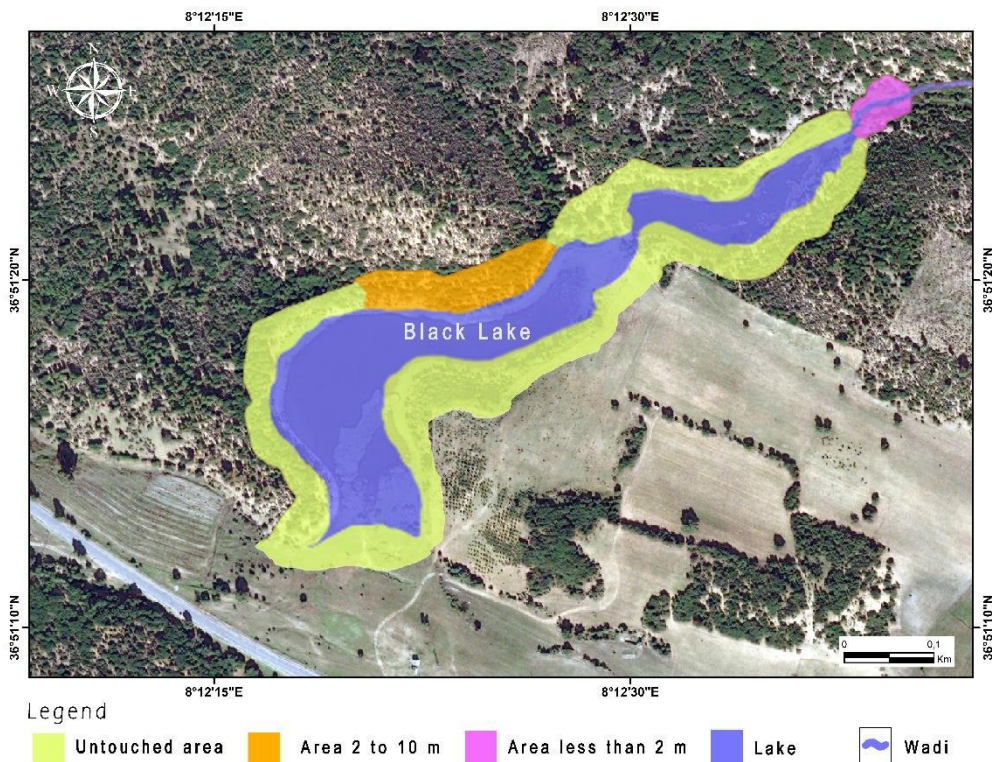 8°12'15"E 8°12'30"E
N
W E
S
36°51'20"N 36°51'20"N
Black Lake
36°51'10"N 36°51'10"N
0 0,1
Km
8°12'15"E 8°12'30"E
Legend
Untouched area Area 2 to 10 m Area less than 2 m Lake Wadi